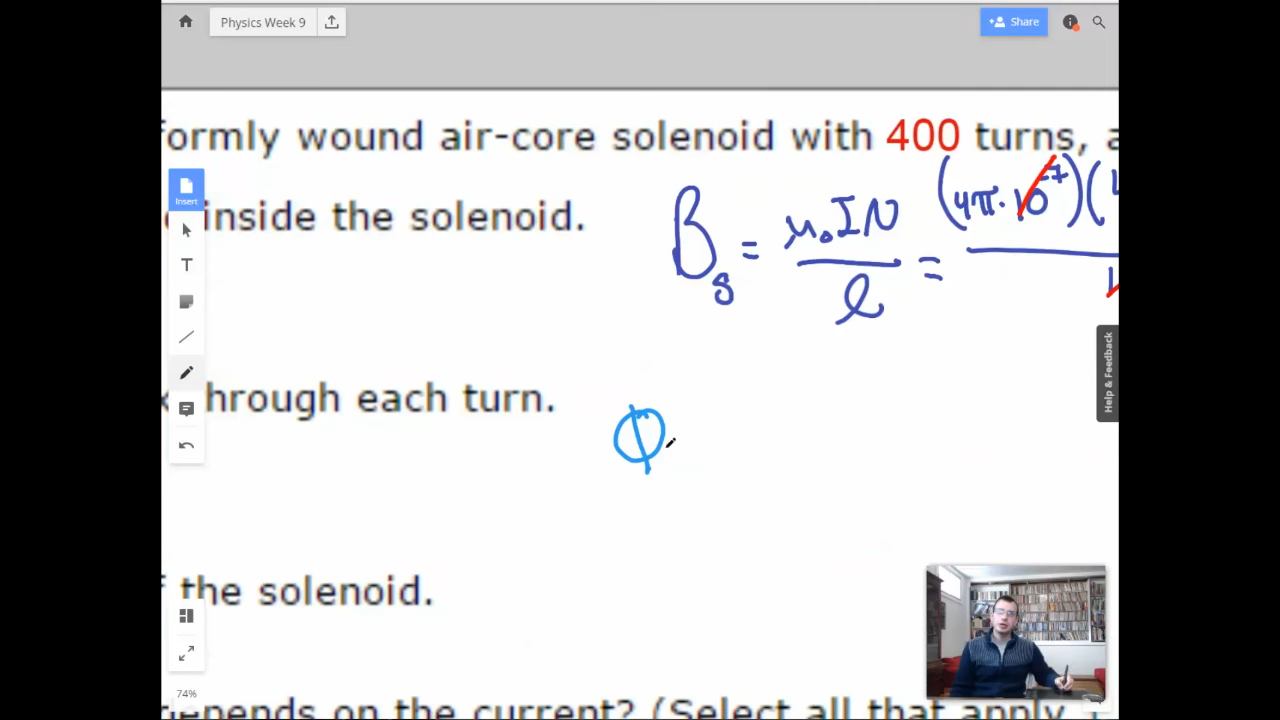 Physics Week 9
Share
formly wound air-core solenoid with 400 turns, a
Insert
inside the solenoid.
B_s = μ₀IN / l = (4π·10⁻⁷)(
through each turn.
Φ
Help & Feedback
f the solenoid.
74%
depends on the current? (Select all that apply.